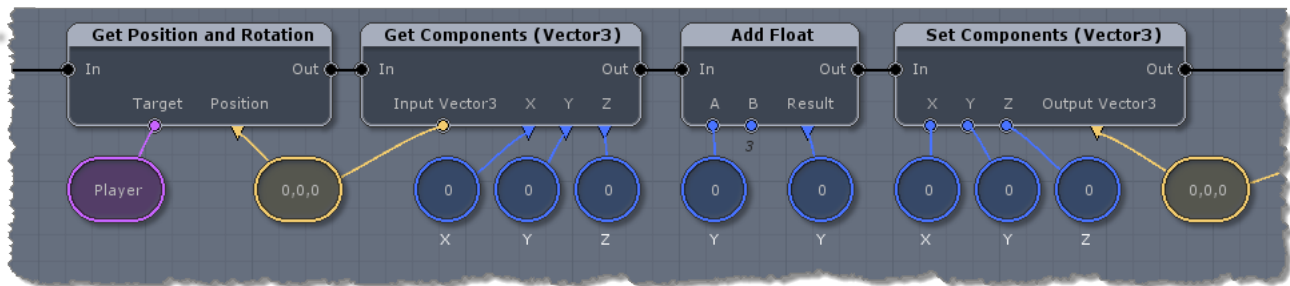 Get Position and Rotation
In Out
Target Position
Player
0,0,0
Get Components (Vector3)
In Out
Input Vector3 X Y Z
0 0 0
X Y Z
Add Float
In Out
A B Result
3
0 0
Y Y
Set Components (Vector3)
In Out
X Y Z Output Vector3
0 0 0
X Y Z
0,0,0